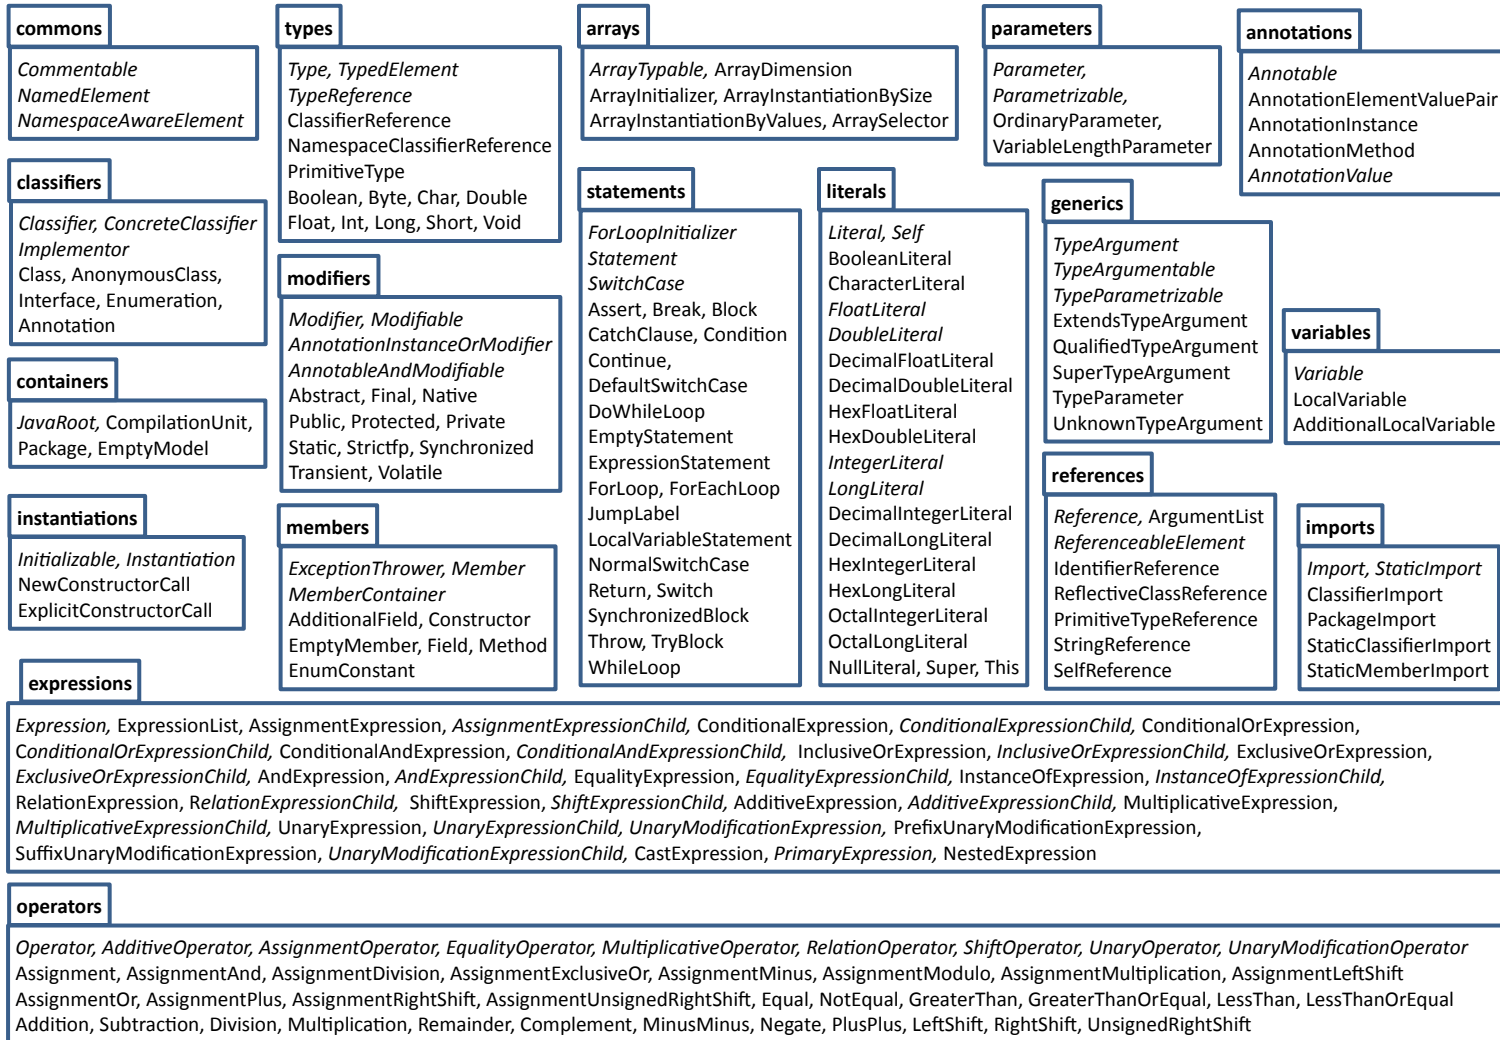 commons
Commentable
NamedElement
NamespaceAwareElement
types
Type, TypedElement
TypeReference
ClassifierReference
NamespaceClassifierReference
PrimitiveType
Boolean, Byte, Char, Double
Float, Int, Long, Short, Void
arrays
ArrayTypable, ArrayDimension
ArrayInitializer, ArrayInstantiationBySize
ArrayInstantiationByValues, ArraySelector
parameters
Parameter,
Parametrizable,
OrdinaryParameter,
VariableLengthParameter
annotations
Annotable
AnnotationElementValuePair
AnnotationInstance
AnnotationMethod
AnnotationValue
classifiers
Classifier, ConcreteClassifier
Implementor
Class, AnonymousClass,
Interface, Enumeration,
Annotation
modifiers
Modifier, Modifiable
AnnotationInstanceOrModifier
AnnotableAndModifiable
Abstract, Final, Native
Public, Protected, Private
Static, Strictfp, Synchronized
Transient, Volatile
statements
ForLoopInitializer
Statement
SwitchCase
Assert, Break, Block
CatchClause, Condition
Continue,
DefaultSwitchCase
DoWhileLoop
EmptyStatement
ExpressionStatement
ForLoop, ForEachLoop
JumpLabel
LocalVariableStatement
NormalSwitchCase
Return, Switch
SynchronizedBlock
Throw, TryBlock
WhileLoop
literals
Literal, Self
BooleanLiteral
CharacterLiteral
FloatLiteral
DoubleLiteral
DecimalFloatLiteral
DecimalDoubleLiteral
HexFloatLiteral
HexDoubleLiteral
IntegerLiteral
LongLiteral
DecimalIntegerLiteral
DecimalLongLiteral
HexIntegerLiteral
HexLongLiteral
OctalIntegerLiteral
OctalLongLiteral
NullLiteral, Super, This
generics
TypeArgument
TypeArgumentable
TypeParametrizable
ExtendsTypeArgument
QualifiedTypeArgument
SuperTypeArgument
TypeParameter
UnknownTypeArgument
variables
Variable
LocalVariable
AdditionalLocalVariable
containers
JavaRoot, CompilationUnit,
Package, EmptyModel
instantiations
Initializable, Instantiation
NewConstructorCall
ExplicitConstructorCall
members
ExceptionThrower, Member
MemberContainer
AdditionalField, Constructor
EmptyMember, Field, Method
EnumConstant
references
Reference, ArgumentList
ReferenceableElement
IdentifierReference
ReflectiveClassReference
PrimitiveTypeReference
StringReference
SelfReference
imports
Import, StaticImport
ClassifierImport
PackageImport
StaticClassifierImport
StaticMemberImport
expressions
Expression, ExpressionList, AssignmentExpression, AssignmentExpressionChild, ConditionalExpression, ConditionalExpressionChild, ConditionalOrExpression,
ConditionalOrExpressionChild, ConditionalAndExpression, ConditionalAndExpressionChild, InclusiveOrExpression, InclusiveOrExpressionChild, ExclusiveOrExpression,
ExclusiveOrExpressionChild, AndExpression, AndExpressionChild, EqualityExpression, EqualityExpressionChild, InstanceOfExpression, InstanceOfExpressionChild,
RelationExpression, RelationExpressionChild, ShiftExpression, ShiftExpressionChild, AdditiveExpression, AdditiveExpressionChild, MultiplicativeExpression,
MultiplicativeExpressionChild, UnaryExpression, UnaryExpressionChild, UnaryModificationExpression, PrefixUnaryModificationExpression,
SuffixUnaryModificationExpression, UnaryModificationExpressionChild, CastExpression, PrimaryExpression, NestedExpression
operators
Operator, AdditiveOperator, AssignmentOperator, EqualityOperator, MultiplicativeOperator, RelationOperator, ShiftOperator, UnaryOperator, UnaryModificationOperator
Assignment, AssignmentAnd, AssignmentDivision, AssignmentExclusiveOr, AssignmentMinus, AssignmentModulo, AssignmentMultiplication, AssignmentLeftShift
AssignmentOr, AssignmentPlus, AssignmentRightShift, AssignmentUnsignedRightShift, Equal, NotEqual, GreaterThan, GreaterThanOrEqual, LessThan, LessThanOrEqual
Addition, Subtraction, Division, Multiplication, Remainder, Complement, MinusMinus, Negate, PlusPlus, LeftShift, RightShift, UnsignedRightShift